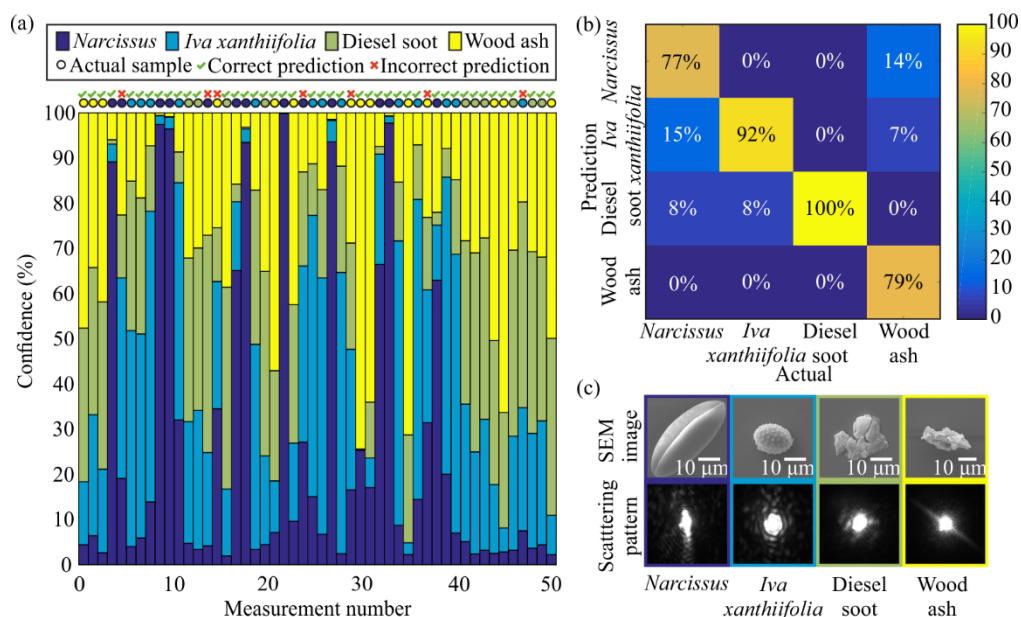 (a)
Narcissus Iva xanthiifolia Diesel soot Wood ash
Actual sample Correct prediction Incorrect prediction
100
90
80
70
60
50
40
30
20
10
0
Confidence (%)
0 10 20 30 40 50
Measurement number
(b)
Prediction
Narcissus
Iva
xanthiifolia
Diesel
soot
Wood
ash
77% 0% 0% 14%
15% 92% 0% 7%
8% 8% 100% 0%
0% 0% 0% 79%
Narcissus Iva Diesel Wood
xanthiifolia soot ash
Actual
100
90
80
70
60
50
40
30
20
10
0
(c)
SEM
image
10 μm 10 μm 10 μm 10 μm
Scatttering
pattern
Narcissus Iva Diesel Wood
xanthiifolia soot ash